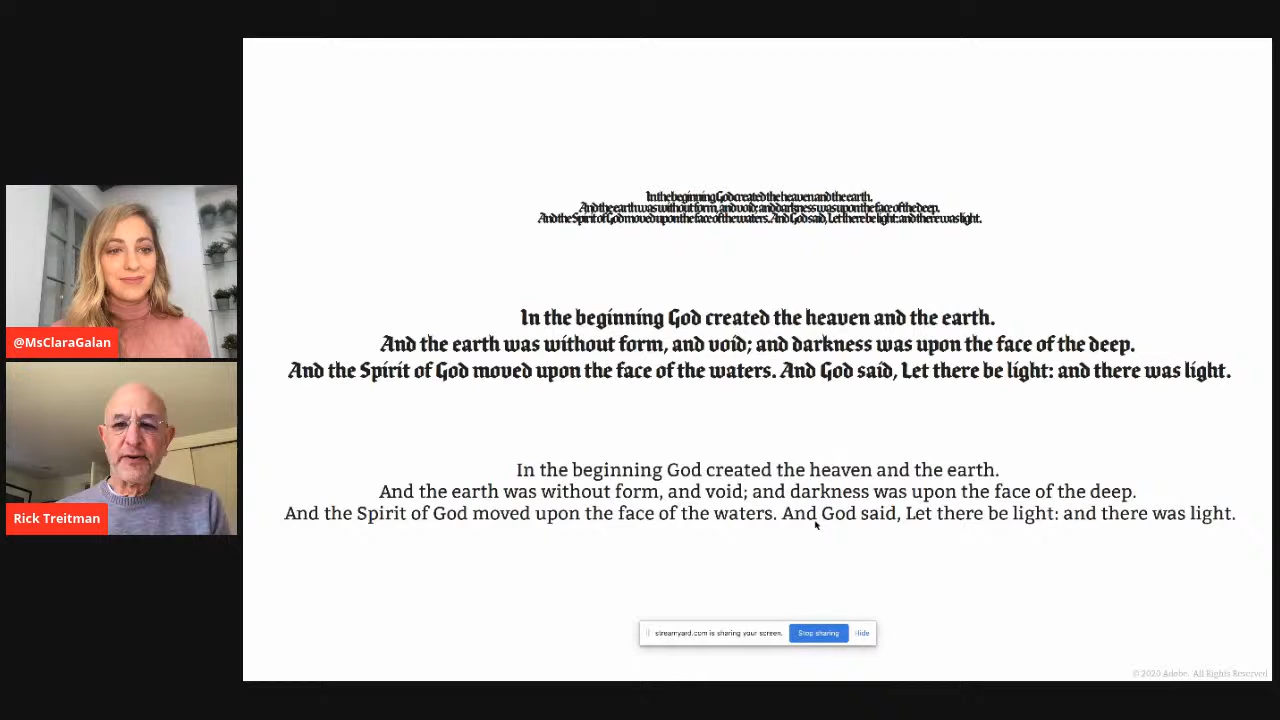 @MsClaraGalan
Rick Treitman
In the beginning God created the heaven and the earth.
And the earth was without form, and void; and darkness was upon the face of the deep.
And the Spirit of God moved upon the face of the waters. And God said, Let there be light: and there was light.
In the beginning God created the heaven and the earth.
And the earth was without form, and void; and darkness was upon the face of the deep.
And the Spirit of God moved upon the face of the waters. And God said, Let there be light: and there was light.
In the beginning God created the heaven and the earth.
And the earth was without form, and void; and darkness was upon the face of the deep.
And the Spirit of God moved upon the face of the waters. And God said, Let there be light: and there was light.
streamyard.com is sharing your screen. Stop sharing Hide
© 2020 Adobe. All Rights Reserved